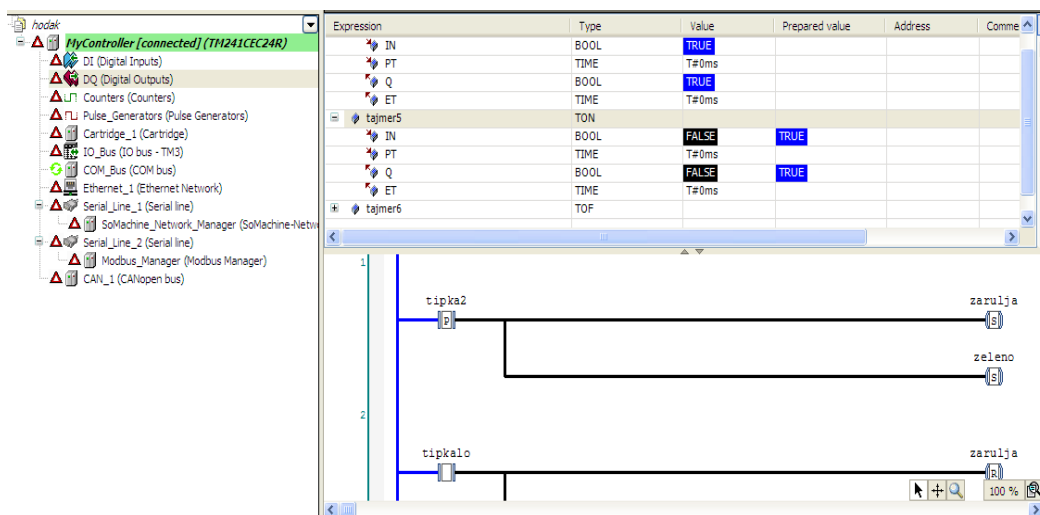 hodak
MyController [connected] (TM241CEC24R)
DI (Digital Inputs)
DQ (Digital Outputs)
Counters (Counters)
Pulse_Generators (Pulse Generators)
Cartridge_1 (Cartridge)
IO_Bus (IO bus - TM3)
COM_Bus (COM bus)
Ethernet_1 (Ethernet Network)
Serial_Line_1 (Serial line)
SoMachine_Network_Manager (SoMachine-Netw
Serial_Line_2 (Serial line)
Modbus_Manager (Modbus Manager)
CAN_1 (CANopen bus)
Expression Type Value Prepared value Address Comme
IN BOOL TRUE
PT TIME T#0ms
Q BOOL TRUE
ET TIME T#0ms
tajmer5 TON
IN BOOL FALSE TRUE
PT TIME T#0ms
Q BOOL FALSE TRUE
ET TIME T#0ms
tajmer6 TOF
1
tipka2 zarulja
P S
zeleno
S
2
tipkalo zarulja
R
100 %